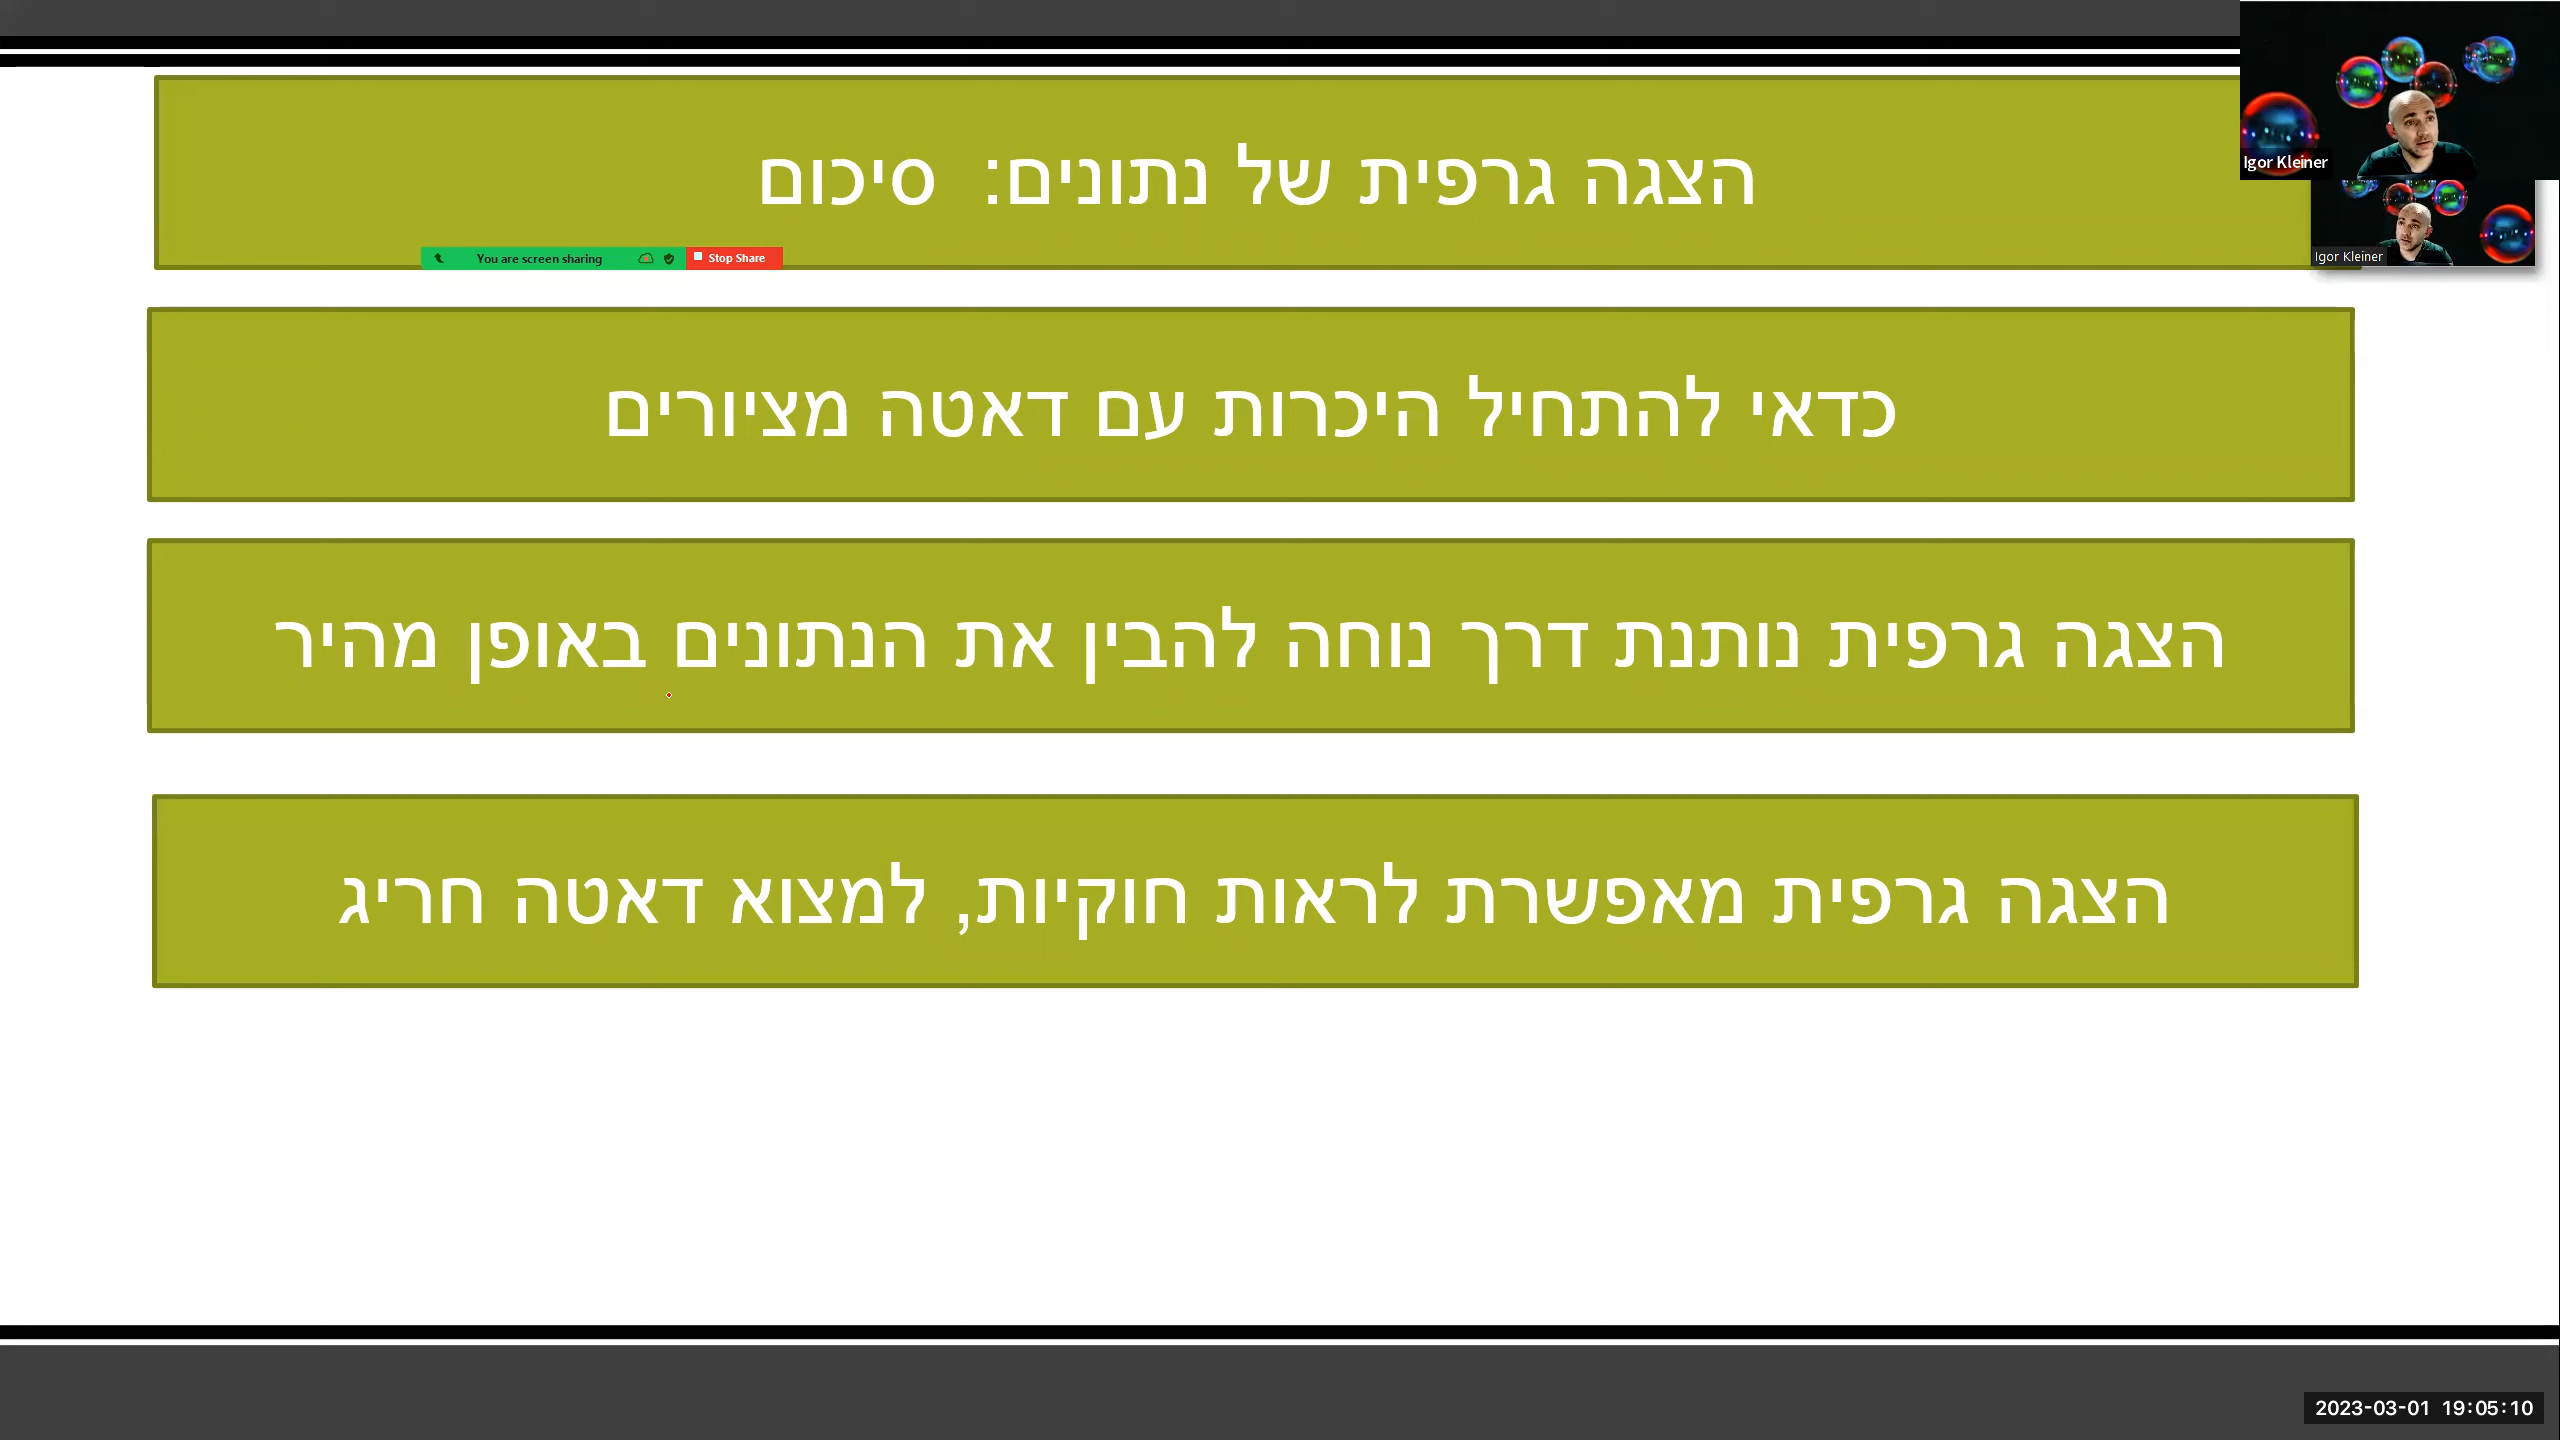 הצגה גרפית של נתונים:  סיכום
Igor Kleiner
Igor Kleiner
You are screen sharing
Stop Share
כדאי להתחיל היכרות עם דאטה מציורים
הצגה גרפית נותנת דרך נוחה להבין את הנתונים באופן מהיר
הצגה גרפית מאפשרת לראות חוקיות, למצוא דאטה חריג
2023-03-01 19:05:10